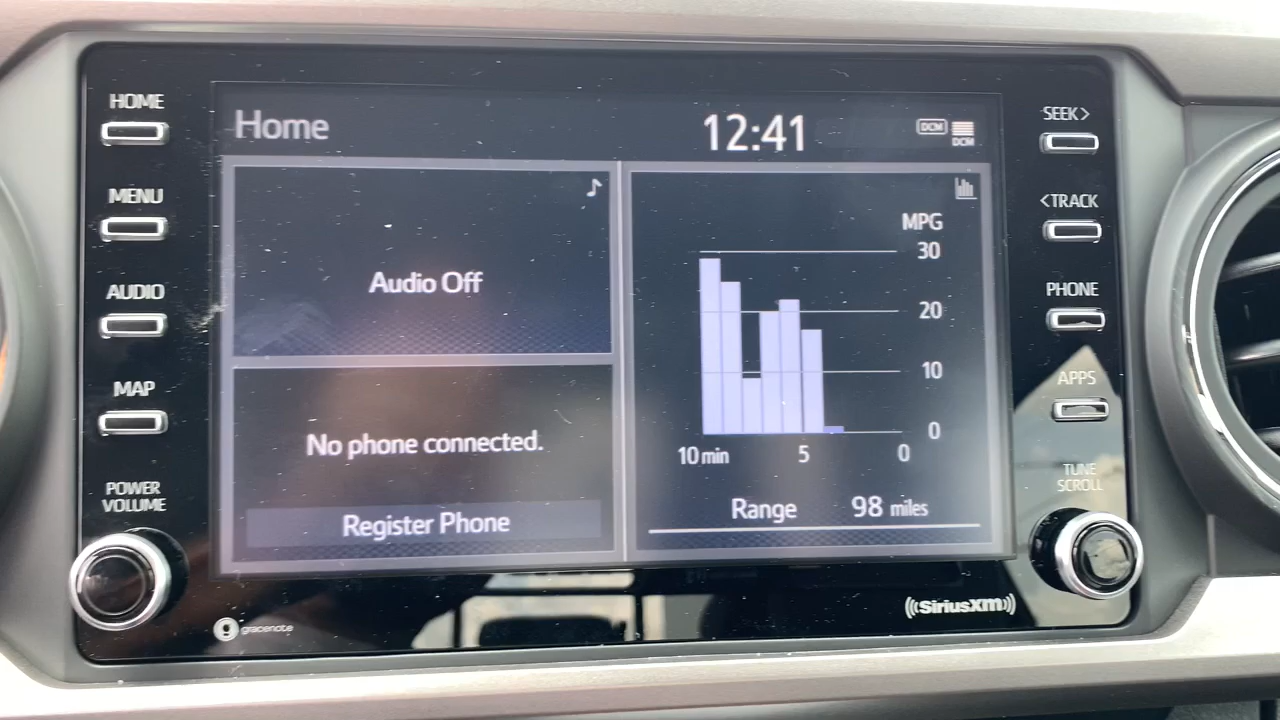 HOME
MENU
AUDIO
MAP
POWER
VOLUME
Home
12:41
DCM
DCM
Audio Off
No phone connected.
Register Phone
MPG
30
20
10
0
10 min 5 0
Range 98 miles
SEEK>
<TRACK
PHONE
APPS
TUNE
SCROLL
gracenote
((SiriusXM))